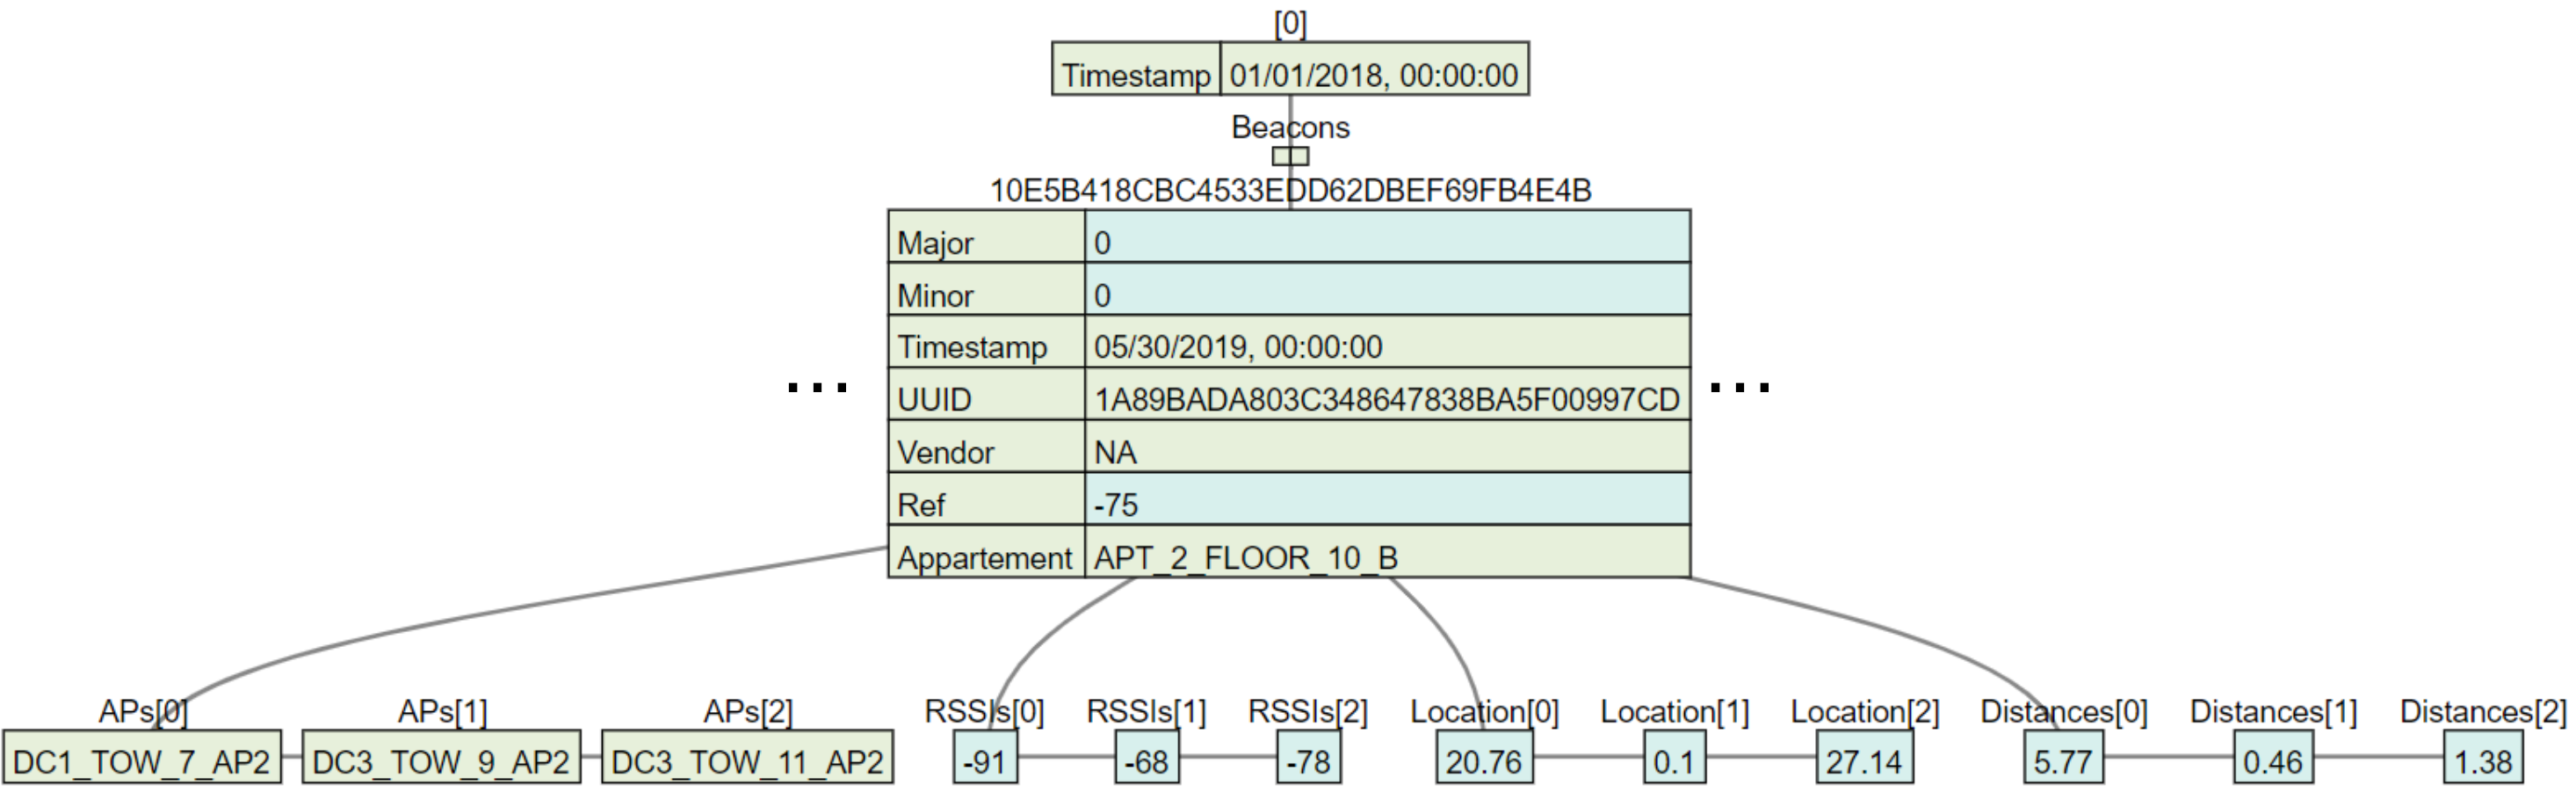 [0]
Timestamp 01/01/2018, 00:00:00
Beacons
10E5B418CBC4533EDD62DBEF69FB4E4B
Major 0
Minor 0
Timestamp 05/30/2019, 00:00:00
... UUID 1A89BADA803C348647838BA5F00997CD ...
Vendor NA
Ref -75
Appartement APT_2_FLOOR_10_B
APs[0] APs[1] APs[2] RSSIs[0] RSSIs[1] RSSIs[2] Location[0] Location[1] Location[2] Distances[0] Distances[1] Distances[2]
DC1_TOW_7_AP2 DC3_TOW_9_AP2 DC3_TOW_11_AP2 -91 -68 -78 20.76 0.1 27.14 5.77 0.46 1.38